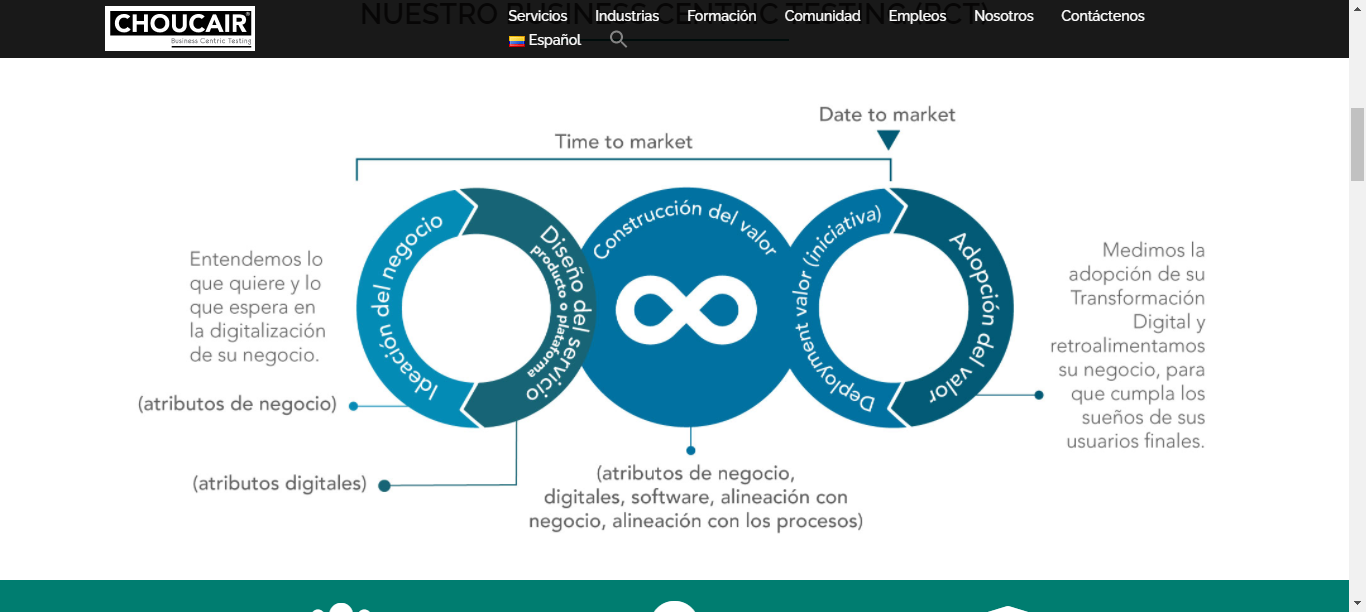 NUESTRO BUSINESS CENTRIC TESTING (BCT)
CHOUCAIR
Business Centric Testing
Servicios Industrias Formación Comunidad Empleos Nosotros Contáctenos
Español
Date to market
Time to market
Entendemos lo
que quiere y lo
que espera en
la digitalización
de su negocio.
Ideación del negocio
Diseño del servicio
producto o plataforma
Construcción del valor
Deployment valor (iniciativa)
Adopción del valor
Medimos la
adopción de su
Transformación
Digital y
retroalimentamos
su negocio, para
que cumpla los
sueños de sus
usuarios finales.
(atributos de negocio)
(atributos digitales)
(atributos de negocio,
digitales, software, alineación con
negocio, alineación con los procesos)